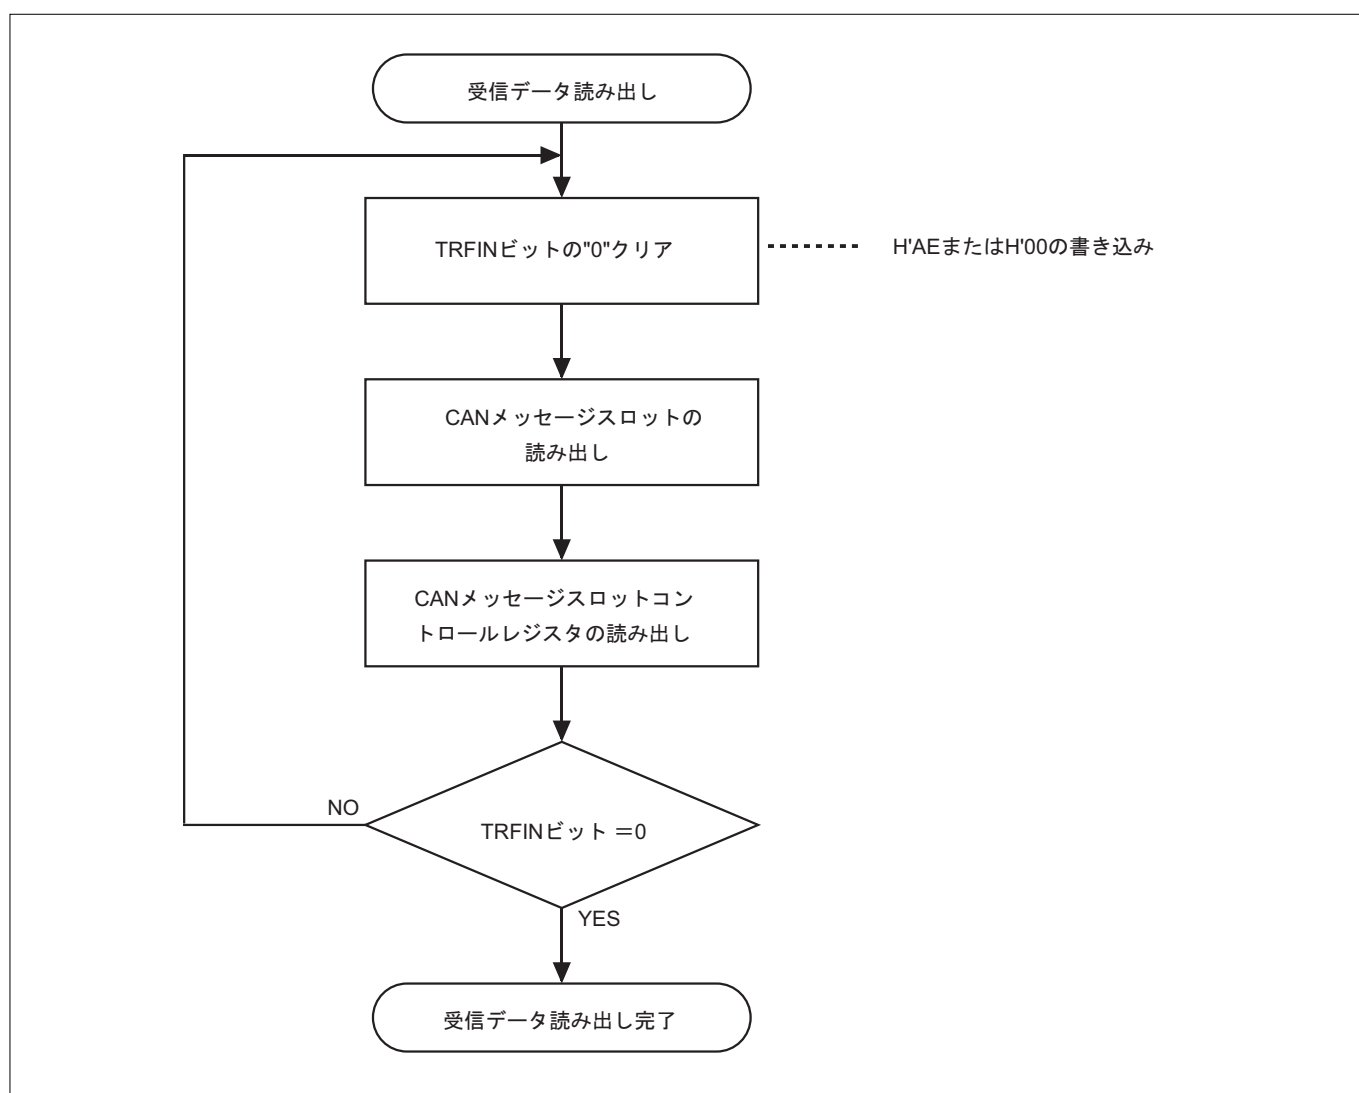 受信データ読み出し
TRFINビットの"0"クリア
H'AEまたはH'00の書き込み
CANメッセージスロットの
読み出し
CANメッセージスロットコン
トロールレジスタの読み出し
NO
TRFINビット ＝0
YES
受信データ読み出し完了